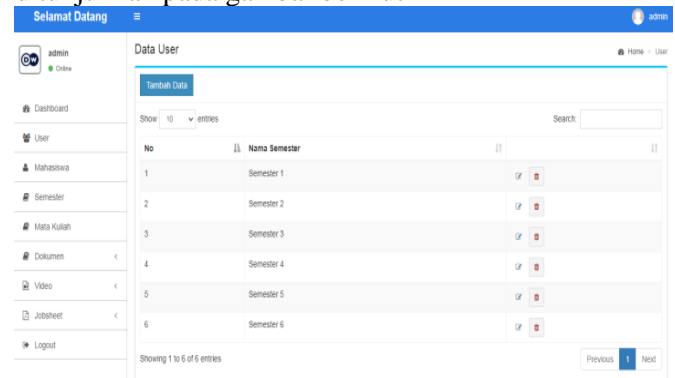 Selamat Datang
admin
admin
Online
Data User
Home - User
Tambah Data
Dashboard
Show 10 entries
Search:
User
No Nama Semester
Mahasiswa
1 Semester 1
Semester
2 Semester 2
Mata Kuliah
3 Semester 3
Dokumen <
4 Semester 4
Video <
5 Semester 5
Jobsheet <
6 Semester 6
Logout
Showing 1 to 6 of 6 entries
Previous 1 Next